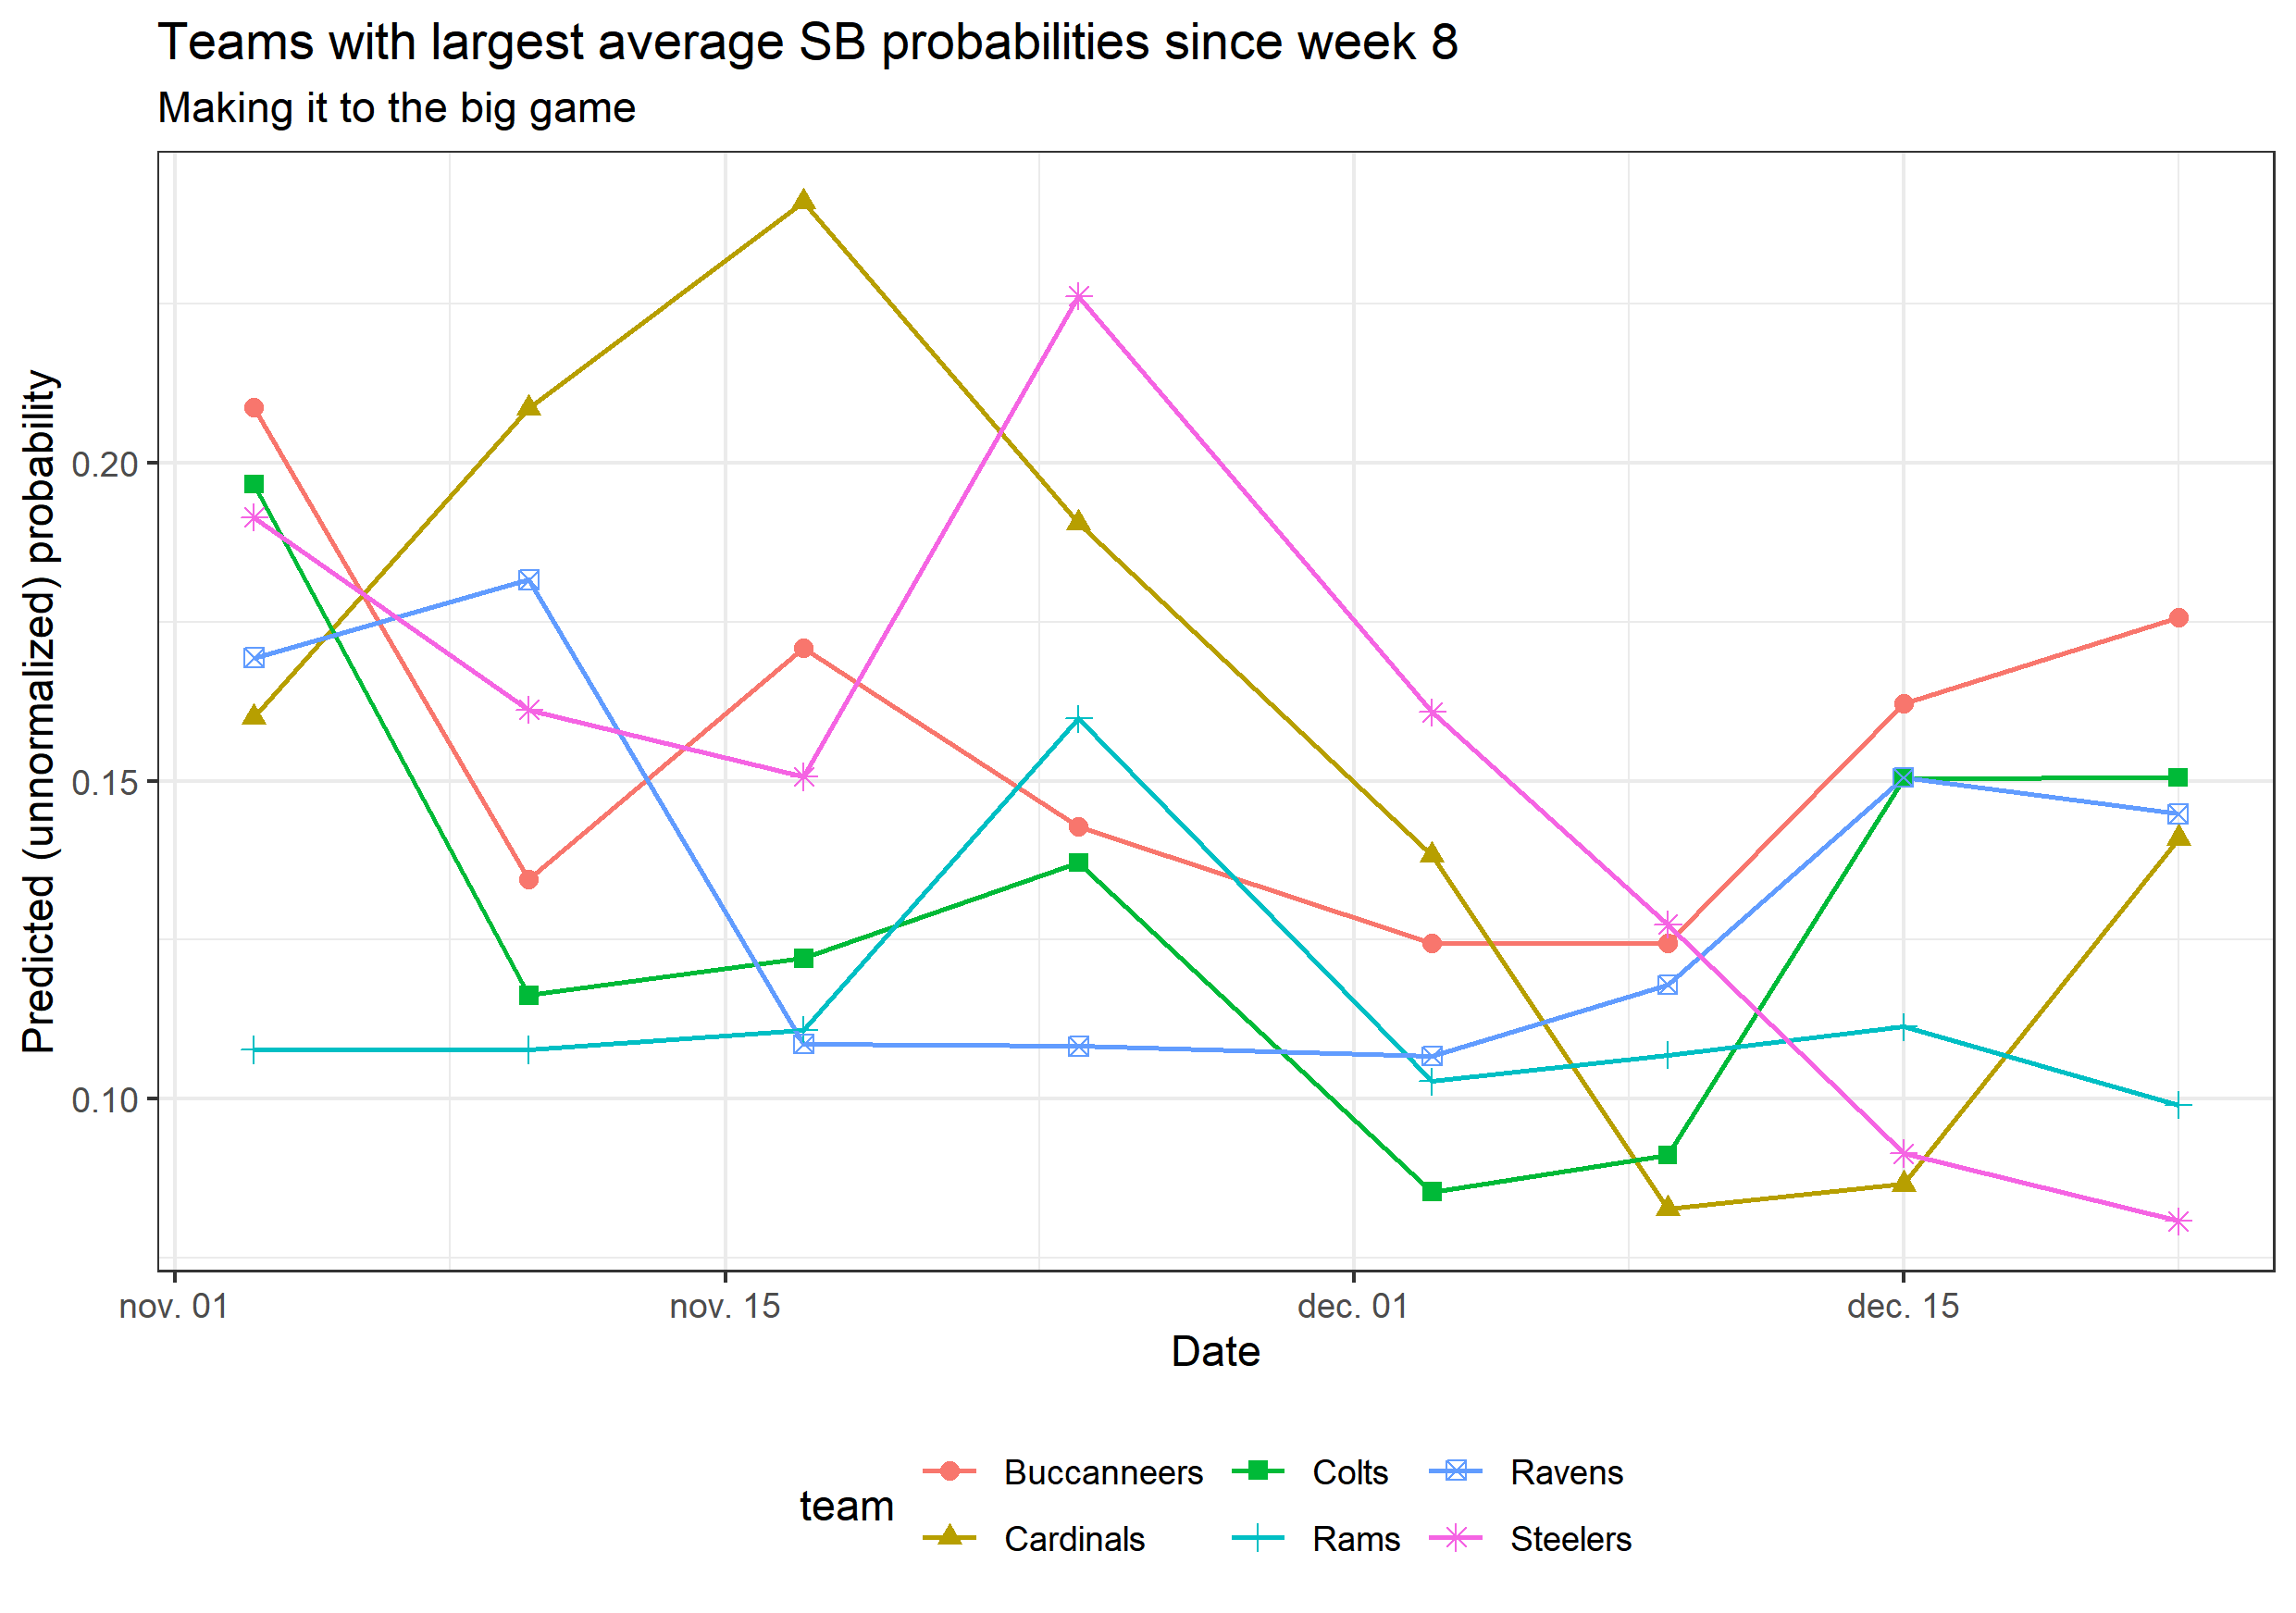 Teams with largest average SB probabilities since week 8
Making it to the big game
Predicted (unnormalized) probability
0.20
0.15
0.10
nov. 01
nov. 15
dec. 01
dec. 15
Date
team
Buccanneers
Colts
Ravens
Cardinals
Rams
Steelers